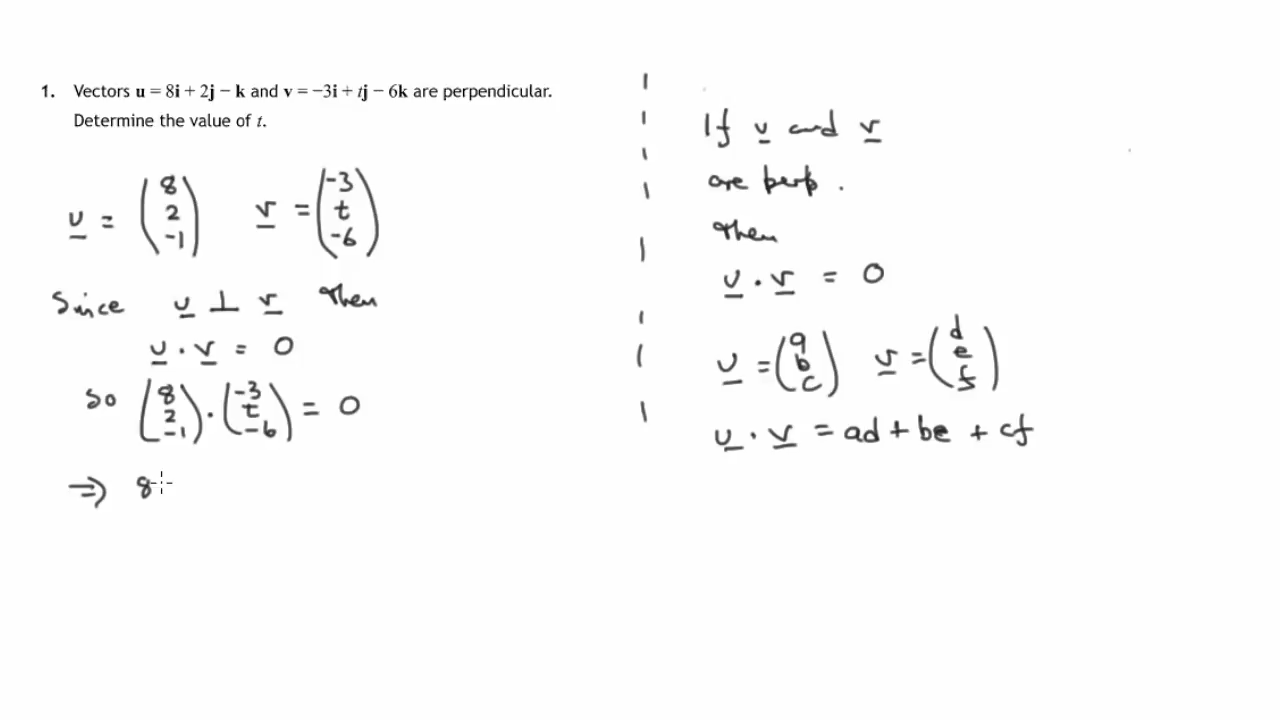 1. Vectors u = 8i + 2j − k and v = −3i + tj − 6k are perpendicular.
Determine the value of t.
u = (8 2 -1) v = (-3 t -6)
Since u ⊥ v then
u . v = 0
So (8 2 -1) . (-3 t -6) = 0
⇒ 8
If u and v
are perp.
then
u . v = 0
u = (a b c) v = (d e f)
u . v = ad + be + cf